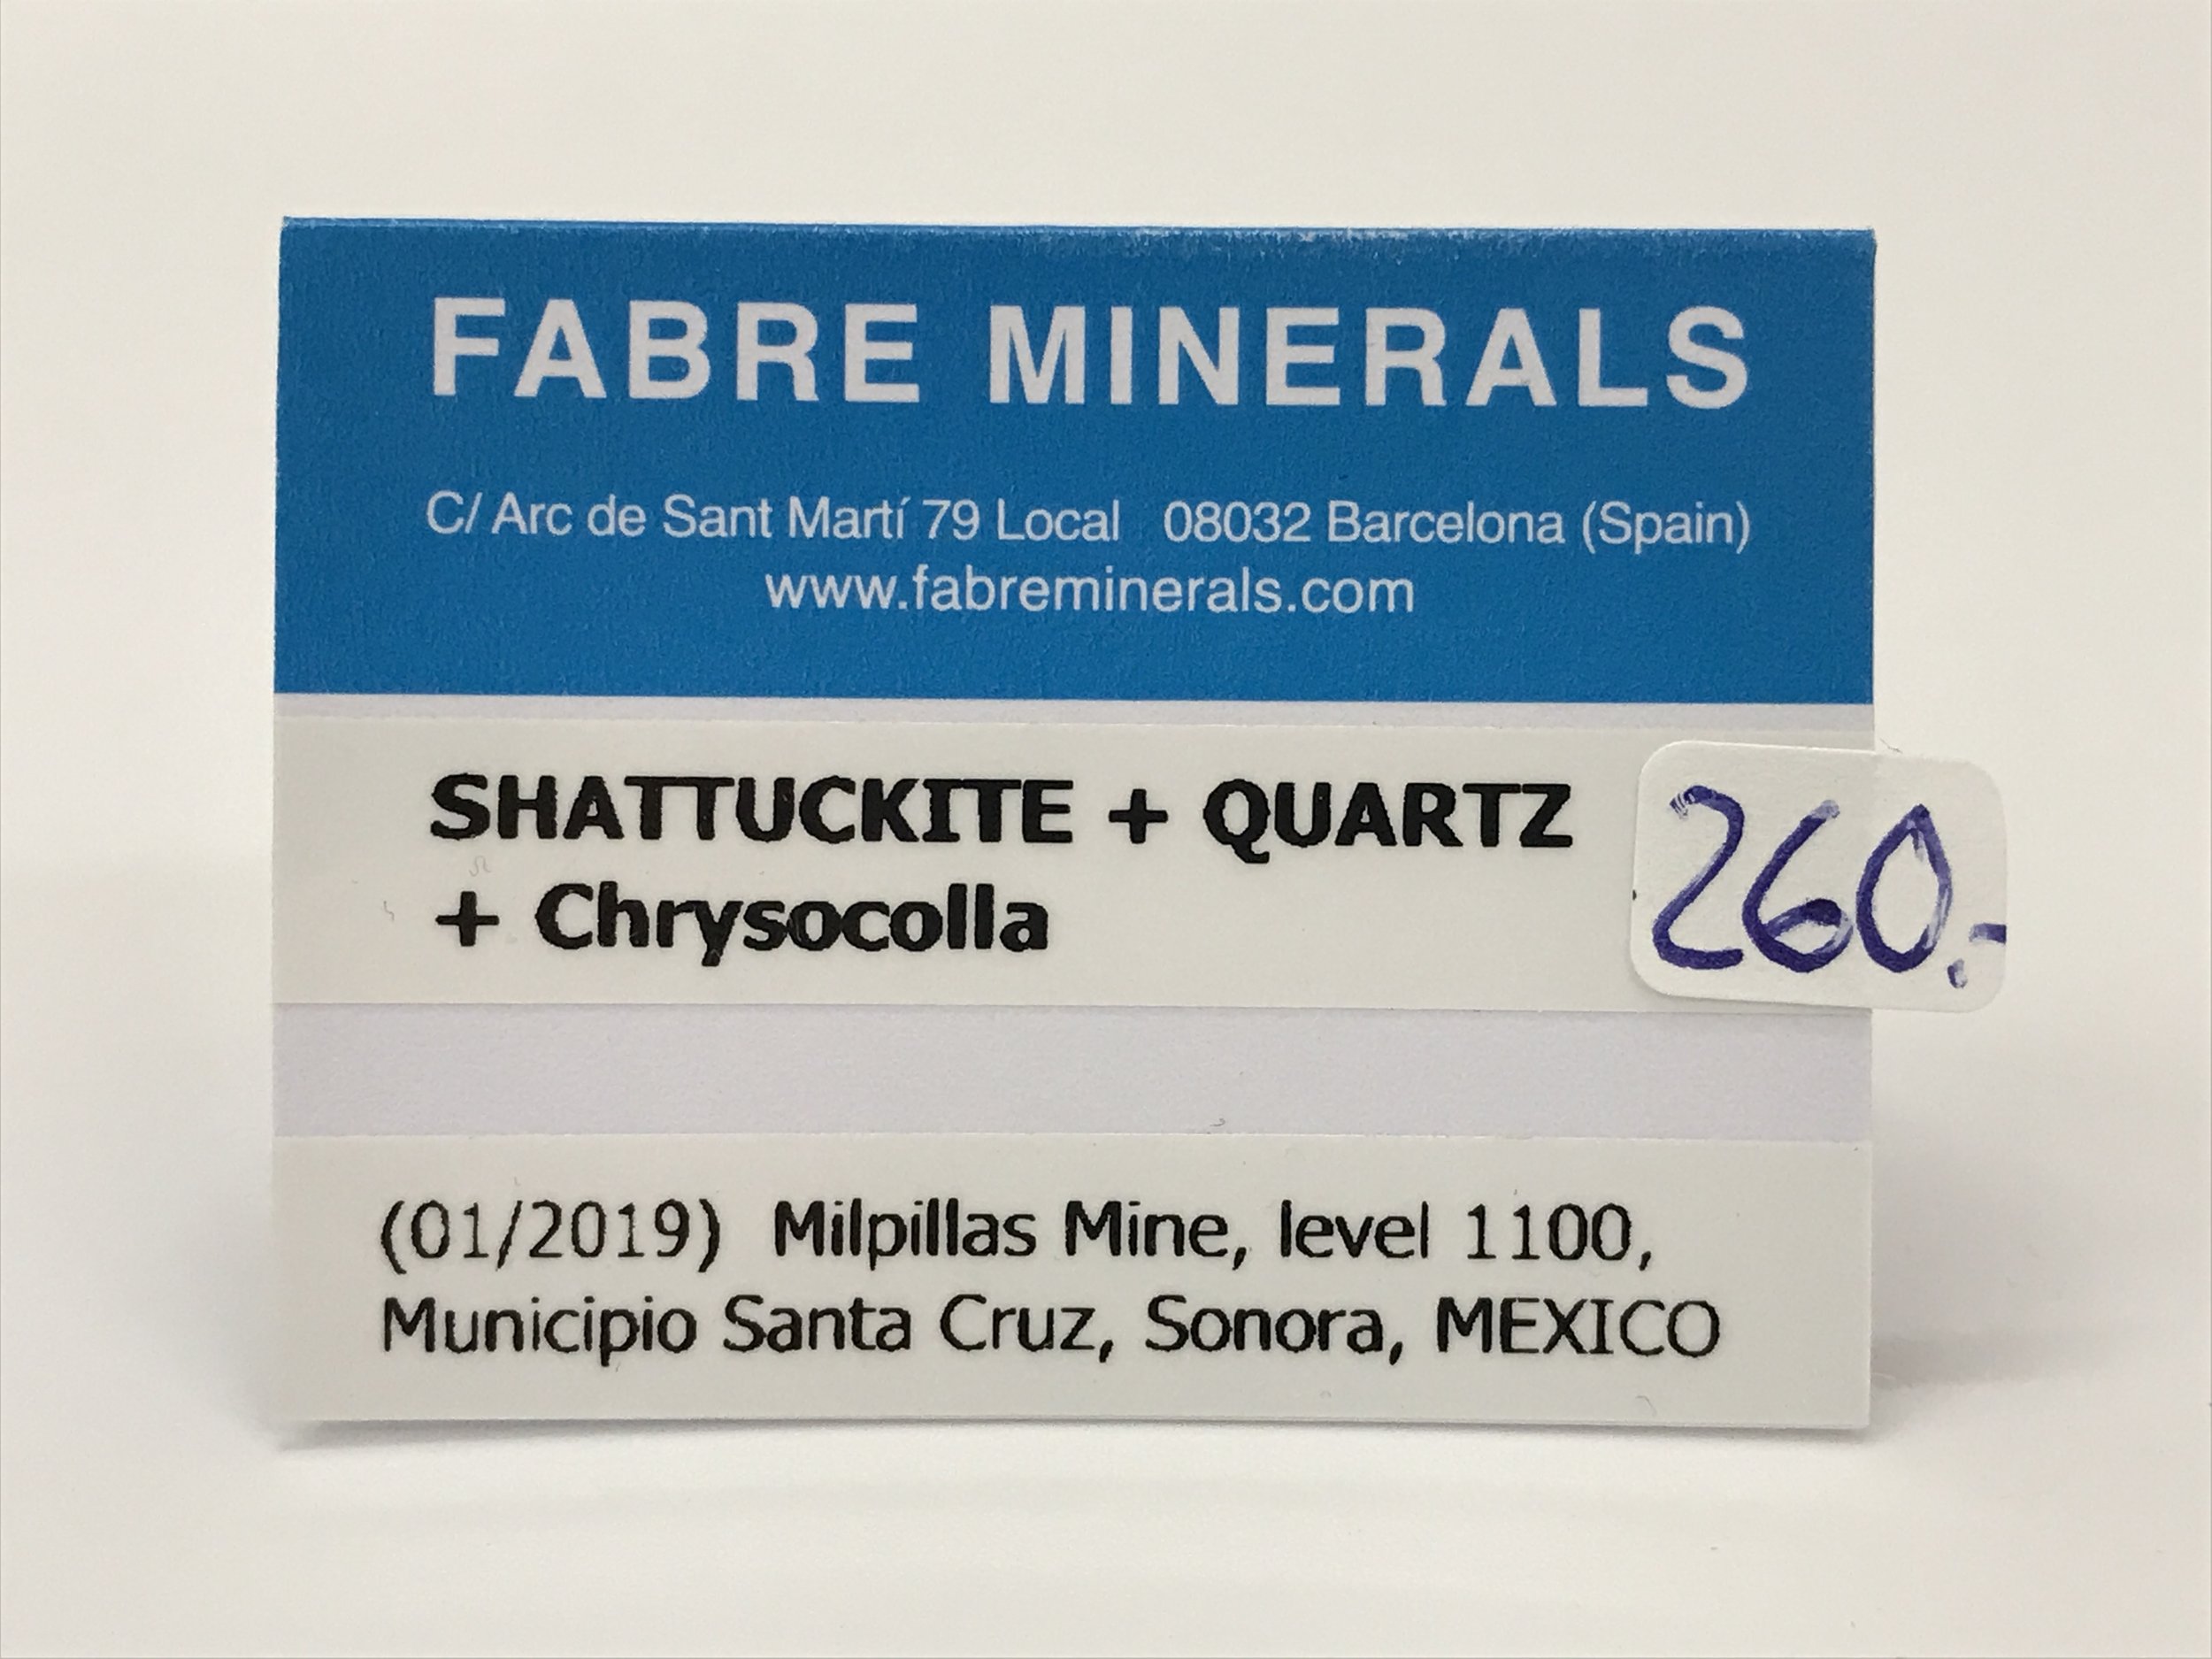 FABRE MINERALS
C/ Arc de Sant Martí 79 Local 08032 Barcelona (Spain)
www.fabreminerals.com
SHATTUCKITE + QUARTZ
+ Chrysocolla
260.-
(01/2019) Milpillas Mine, level 1100,
Municipio Santa Cruz, Sonora, MEXICO